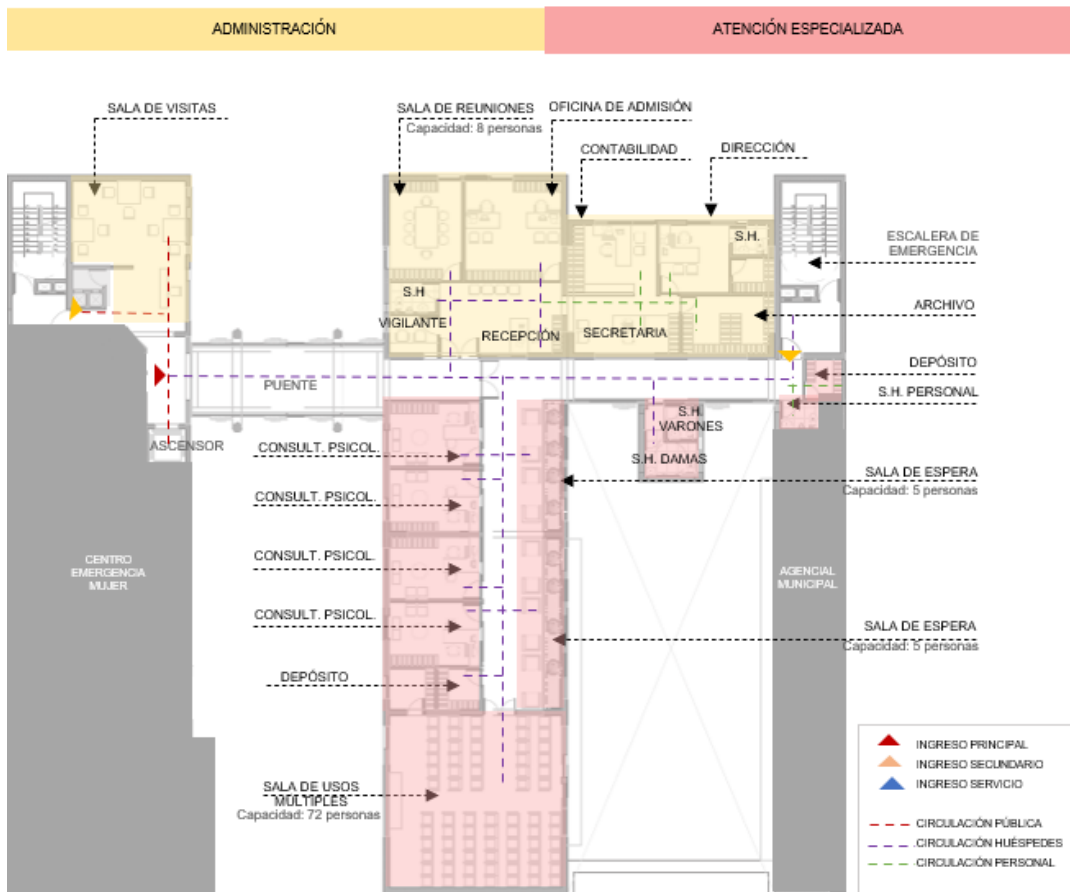 ADMINISTRACIÓN
ATENCIÓN ESPECIALIZADA
SALA DE VISITAS
SALA DE REUNIONES
Capacidad: 8 personas
OFICINA DE ADMISIÓN
CONTABILIDAD
DIRECCIÓN
S.H.
ESCALERA DE
EMERGENCIA
S.H
VIGILANTE
RECEPCIÓN
SECRETARIA
ARCHIVO
DEPÓSITO
PUENTE
S.H. PERSONAL
S.H.
VARONES
ASCENSOR
CONSULT. PSICOL.
S.H. DAMAS
SALA DE ESPERA
Capacidad: 5 personas
CONSULT. PSICOL.
CENTRO
EMERGENCIA
MUJER
CONSULT. PSICOL.
AGENCIAL
MUNICIPAL
CONSULT. PSICOL.
SALA DE ESPERA
Capacidad: 5 personas
DEPÓSITO
SALA DE USOS
MÚLTIPLES
Capacidad: 72 personas
INGRESO PRINCIPAL
INGRESO SECUNDARIO
INGRESO SERVICIO
CIRCULACIÓN PÚBLICA
CIRCULACIÓN HUÉSPEDES
CIRCULACIÓN PERSONAL